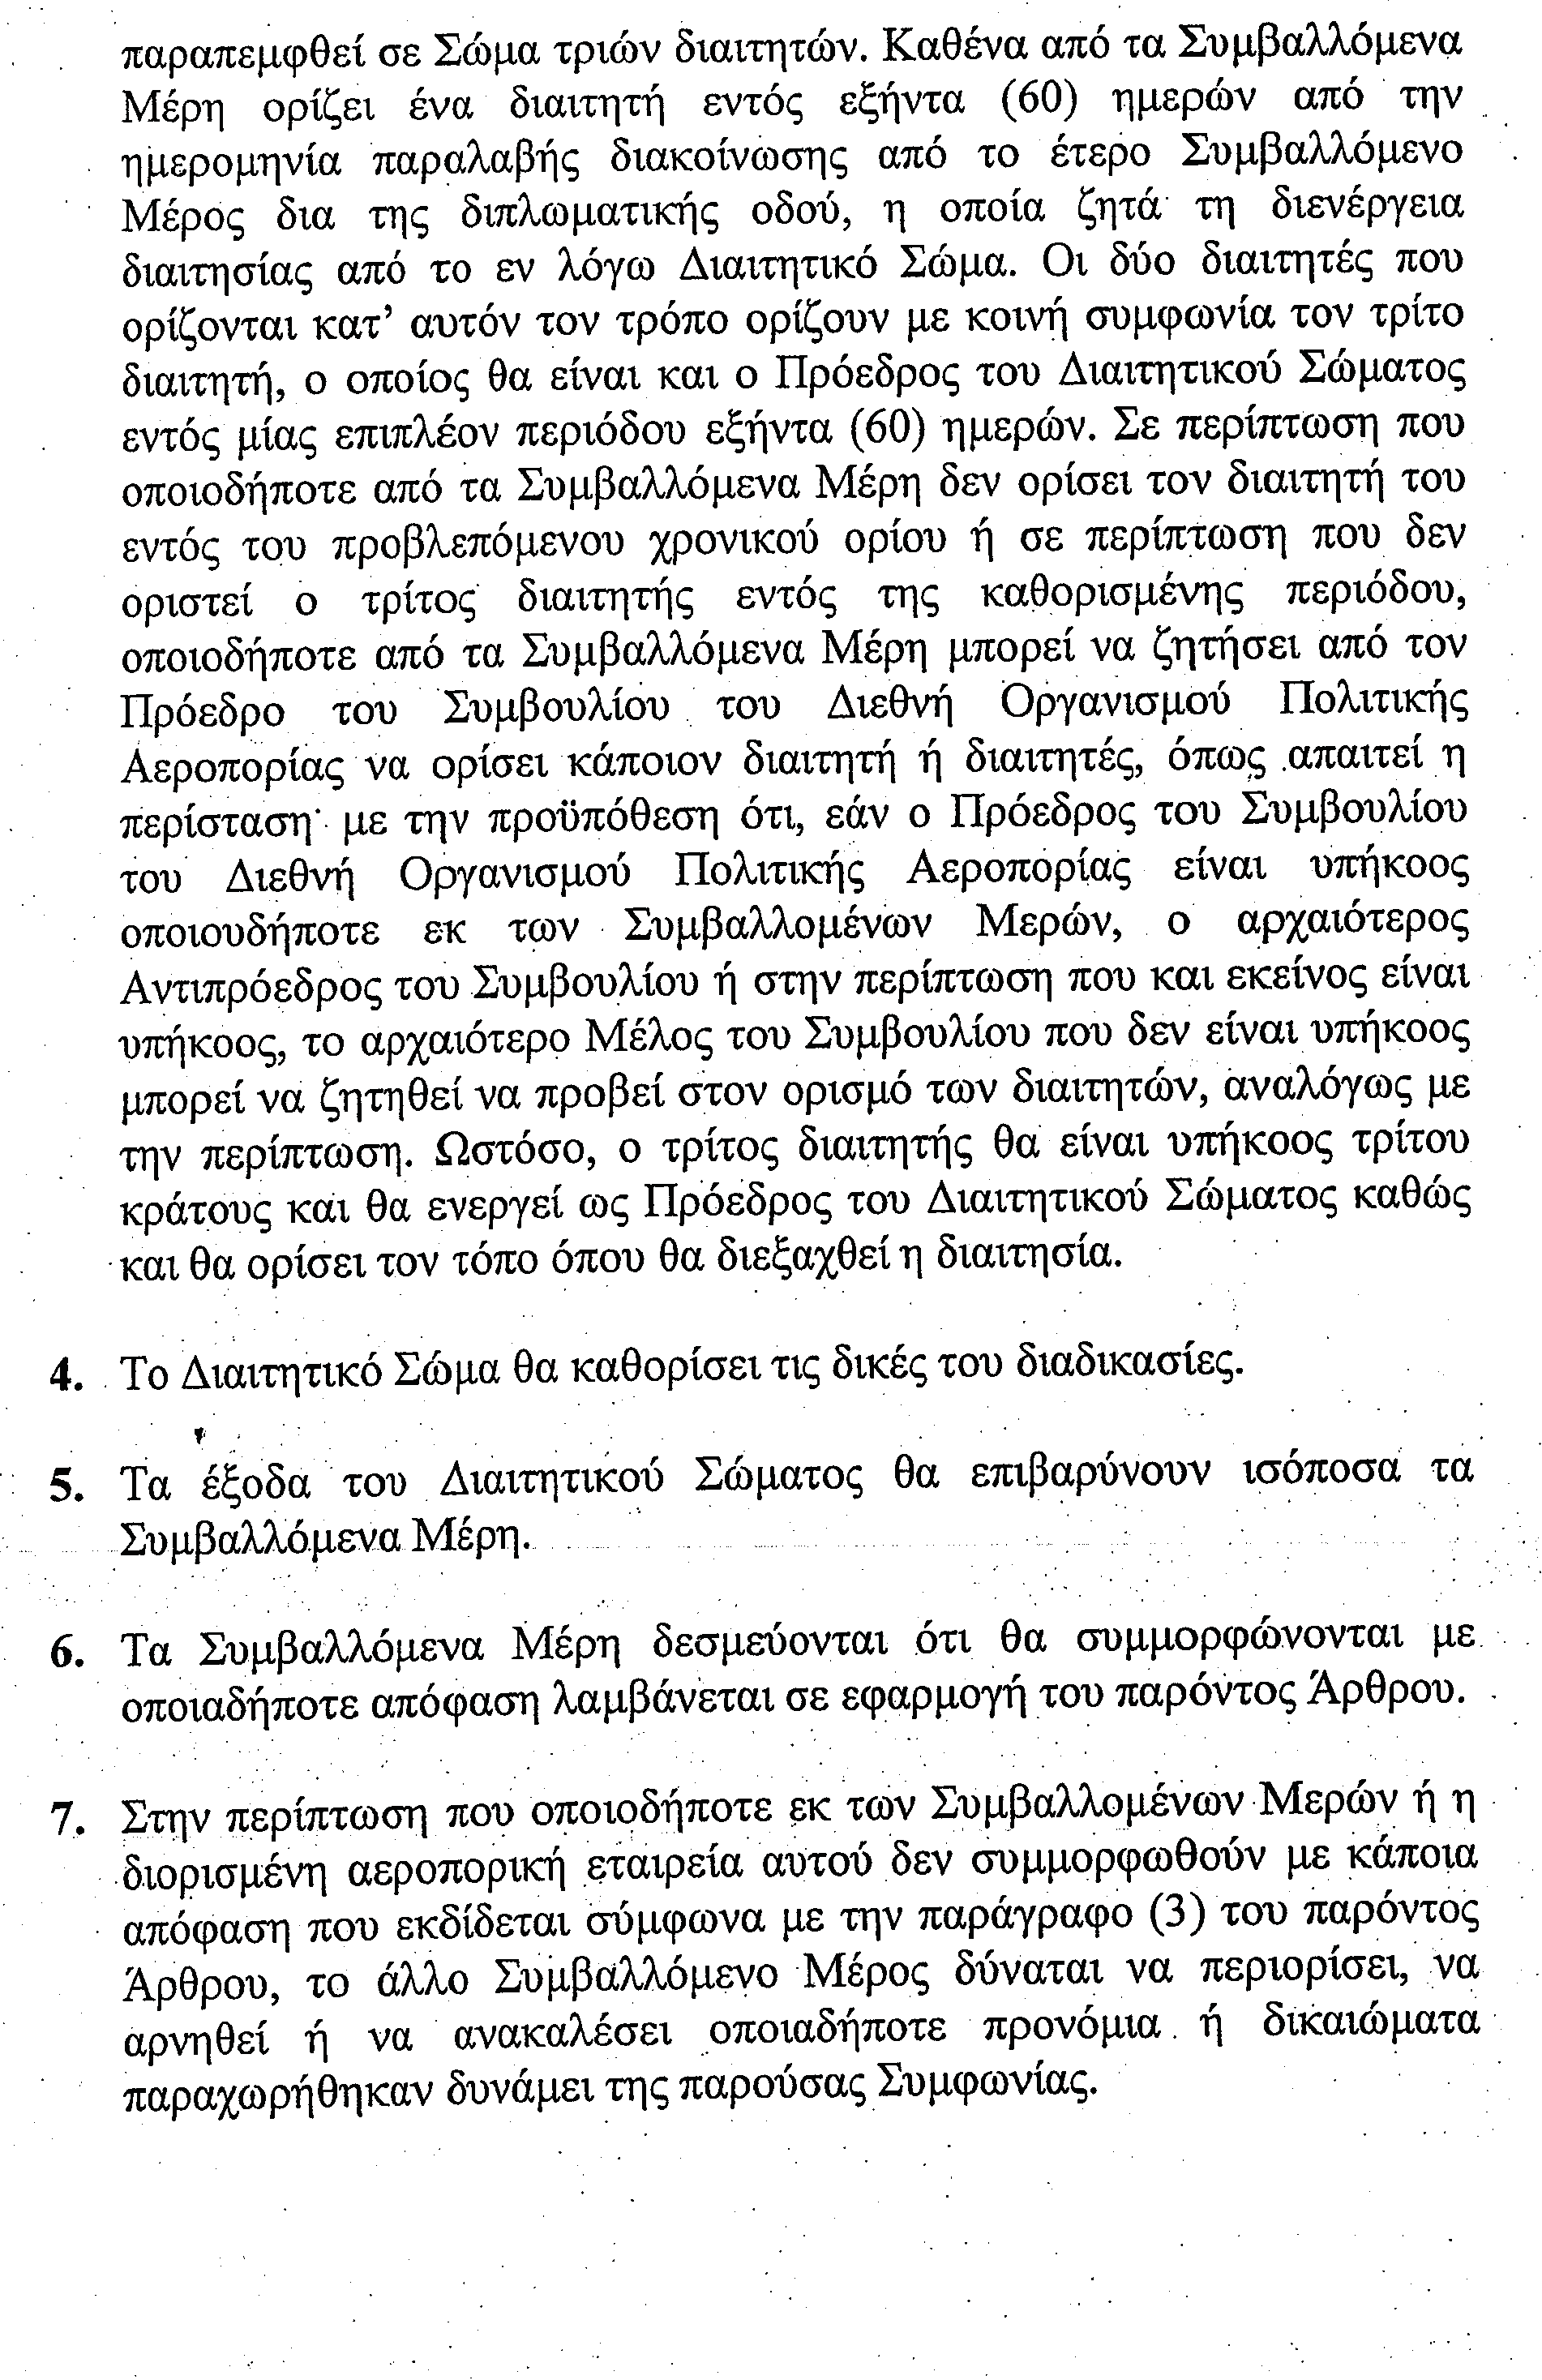 παραπεμφθεί σε Σώμα τριών διαιτητών. Καθένα από τα Συμβαλλόμενα
Μέρη ορίζει ένα διαιτητή εντός εξήντα (60) ημερών από την
ημερομηνία παραλαβής διακοίνωσης από το έτερο Συμβαλλόμενο
Μέρος δια της διπλωματικής οδού, η οποία ζητά τη διενέργεια
διαιτησίας από το εν λόγω Διαιτητικό Σώμα. Οι δύο διαιτητές που
ορίζονται κατ’ αυτόν τον τρόπο ορίζουν με κοινή συμφωνία τον τρίτο
διαιτητή, ο οποίος θα είναι και ο Πρόεδρος του Διαιτητικού Σώματος
εντός μίας επιπλέον περιόδου εξήντα (60) ημερών. Σε περίπτωση που
οποιοδήποτε από τα Συμβαλλόμενα Μέρη δεν ορίσει τον διαιτητή του
εντός του προβλεπόμενου χρονικού ορίου ή σε περίπτωση που δεν
οριστεί ο τρίτος διαιτητής εντός της καθορισμένης περιόδου,
οποιοδήποτε από τα Συμβαλλόμενα Μέρη μπορεί να ζητήσει από τον
Πρόεδρο του Συμβουλίου του Διεθνή Οργανισμού Πολιτικής
Αεροπορίας να ορίσει κάποιον διαιτητή ή διαιτητές, όπως απαιτεί η
περίσταση· με την προϋπόθεση ότι, εάν ο Πρόεδρος του Συμβουλίου
του Διεθνή Οργανισμού Πολιτικής Αεροπορίας είναι υπήκοος
οποιουδήποτε εκ των Συμβαλλομένων Μερών, ο αρχαιότερος
Αντιπρόεδρος του Συμβουλίου ή στην περίπτωση που και εκείνος είναι
υπήκοος, το αρχαιότερο Μέλος του Συμβουλίου που δεν είναι υπήκοος
μπορεί να ζητηθεί να προβεί στον ορισμό των διαιτητών, αναλόγως με
την περίπτωση. Ωστόσο, ο τρίτος διαιτητής θα είναι υπήκοος τρίτου
κράτους και θα ενεργεί ως Πρόεδρος του Διαιτητικού Σώματος καθώς
και θα ορίσει τον τόπο όπου θα διεξαχθεί η διαιτησία.
4. Το Διαιτητικό Σώμα θα καθορίσει τις δικές του διαδικασίες.
5. Τα έξοδα του Διαιτητικού Σώματος θα επιβαρύνουν ισόποσα τα
Συμβαλλόμενα Μέρη.
6. Τα Συμβαλλόμενα Μέρη δεσμεύονται ότι θα συμμορφώνονται με
οποιαδήποτε απόφαση λαμβάνεται σε εφαρμογή του παρόντος Άρθρου.
7. Στην περίπτωση που οποιοδήποτε εκ των Συμβαλλομένων Μερών ή η
διορισμένη αεροπορική εταιρεία αυτού δεν συμμορφωθούν με κάποια
απόφαση που εκδίδεται σύμφωνα με την παράγραφο (3) του παρόντος
Άρθρου, το άλλο Συμβαλλόμενο Μέρος δύναται να περιορίσει, να
αρνηθεί ή να ανακαλέσει οποιαδήποτε προνόμια ή δικαιώματα
παραχωρήθηκαν δυνάμει της παρούσας Συμφωνίας.